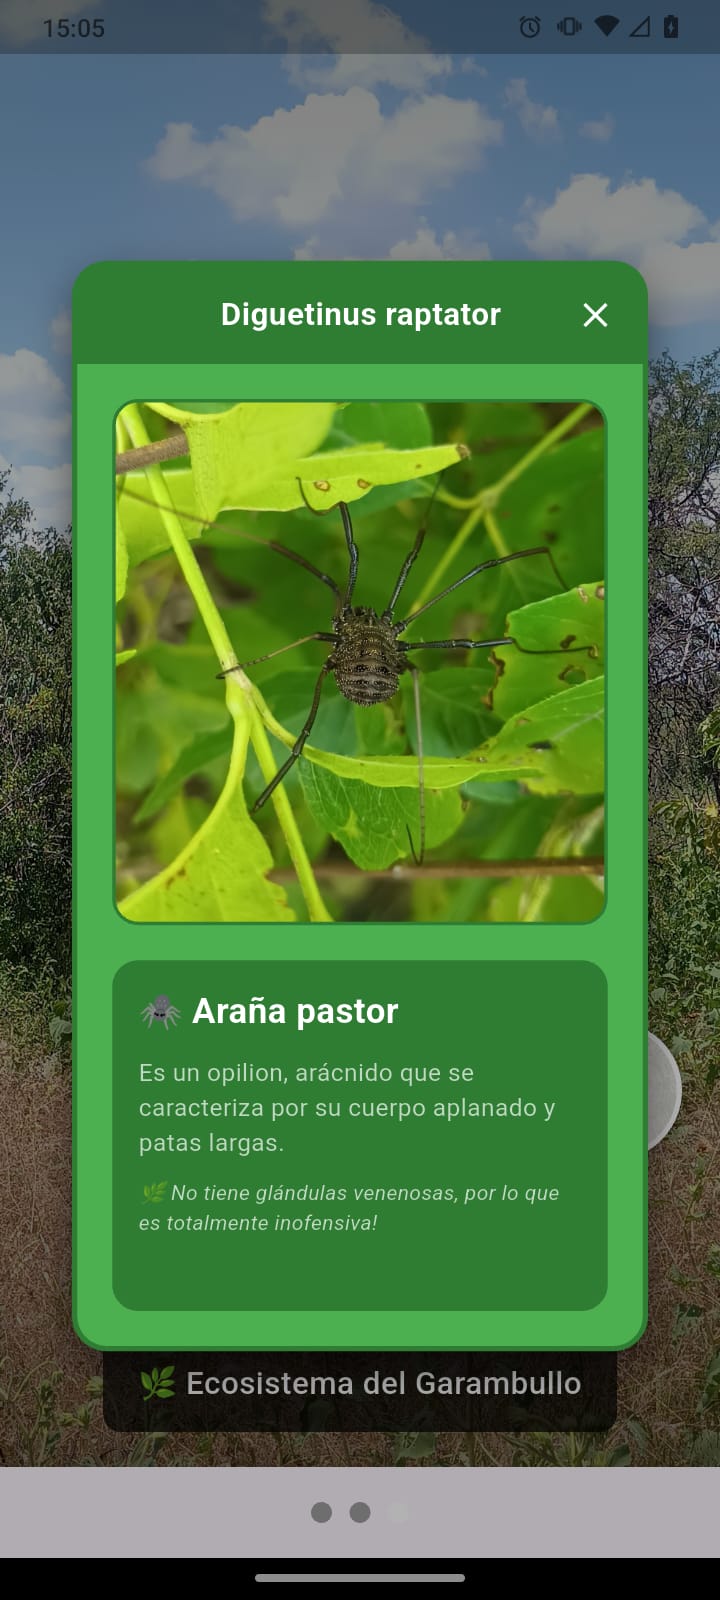 15:05
Diguetinus raptator
Araña pastor
Es un opilion, arácnido que se
caracteriza por su cuerpo aplanado y
patas largas.
🌿 No tiene glándulas venenosas, por lo que
es totalmente inofensiva!
🌿 Ecosistema del Garambullo